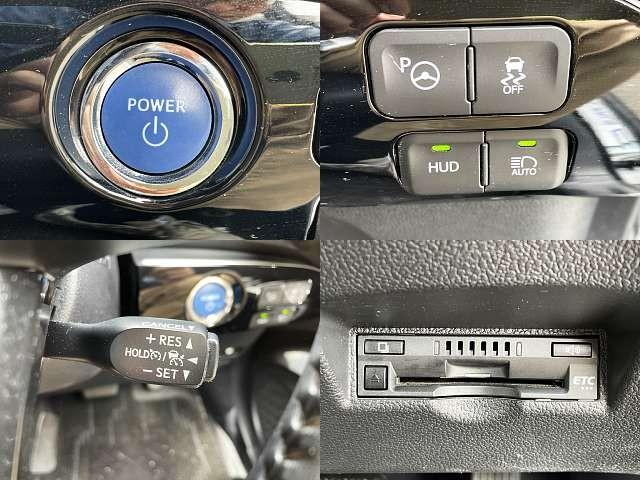 POWER
P
OFF
HUD
AUTO
CANCEL
+ RES ▲
HOLD / ◀
− SET ▼
ETC